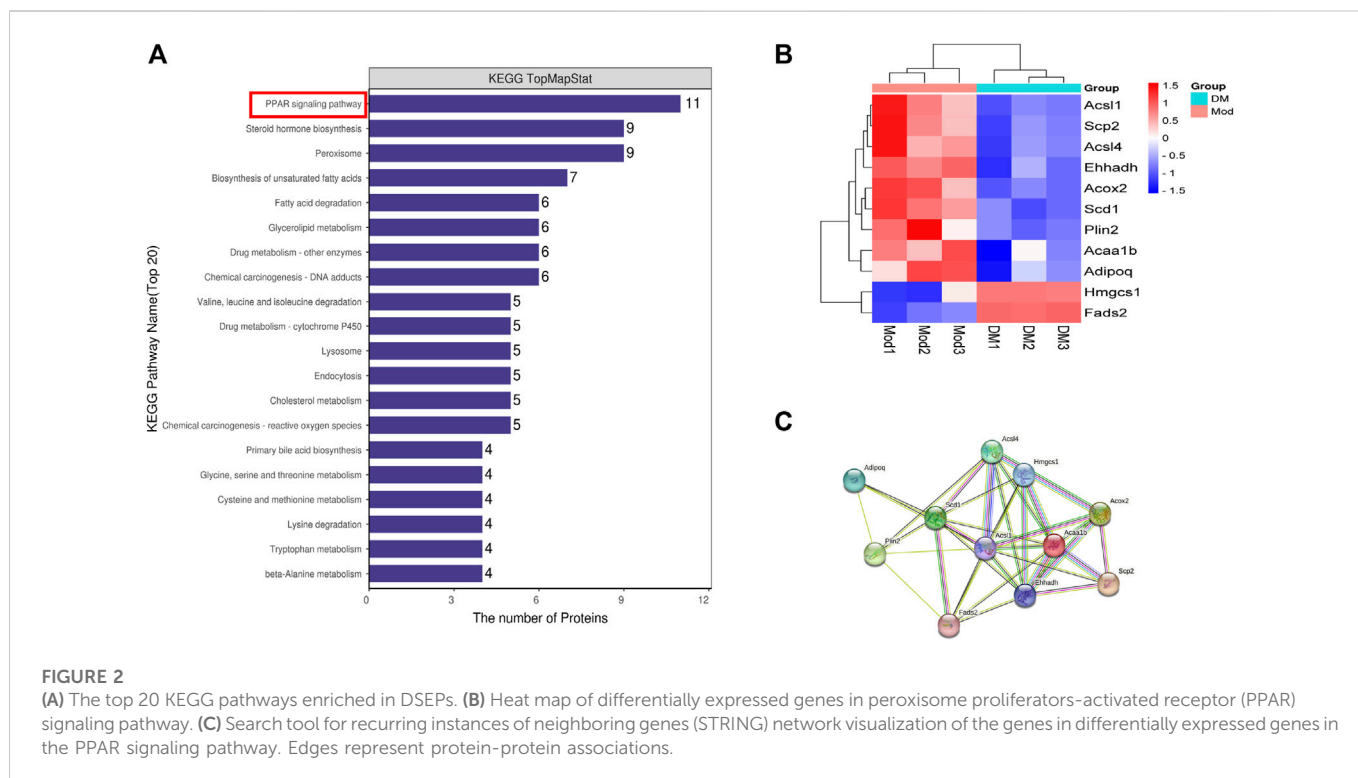 A
KEGG TopMapStat
KEGG Pathway Name(Top 20)
PPAR signaling pathway 11
Steroid hormone biosynthesis 9
Peroxisome 9
Biosynthesis of unsaturated fatty acids 7
Fatty acid degradation 6
Glycerolipid metabolism 6
Drug metabolism - other enzymes 6
Chemical carcinogenesis - DNA adducts 6
Valine, leucine and isoleucine degradation 5
Drug metabolism - cytochrome P450 5
Lysosome 5
Endocytosis 5
Cholesterol metabolism 5
Chemical carcinogenesis - reactive oxygen species 5
Primary bile acid biosynthesis 4
Glycine, serine and threonine metabolism 4
Cysteine and methionine metabolism 4
Lysine degradation 4
Tryptophan metabolism 4
beta-Alanine metabolism 4
0 3 6 9 12
The number of Proteins
B
Group
Acsl1
Scp2
Acsl4
Ehhadh
Acox2
Scd1
Plin2
Acaa1b
Adipoq
Hmgcs1
Fads2
Mod1 Mod2 Mod3 DM1 DM2 DM3
1.5
1
0.5
0
- 0.5
- 1
- 1.5
Group
DM
Mod
C
Acsl4
Hmgcs1
Adipoq
Acox2
Scd1
Plin2
Acsl1
Acaa1b
Scp2
Ehhadh
Fads2
FIGURE 2
(A) The top 20 KEGG pathways enriched in DSEPs. (B) Heat map of differentially expressed genes in peroxisome proliferators-activated receptor (PPAR)
signaling pathway. (C) Search tool for recurring instances of neighboring genes (STRING) network visualization of the genes in differentially expressed genes in
the PPAR signaling pathway. Edges represent protein-protein associations.